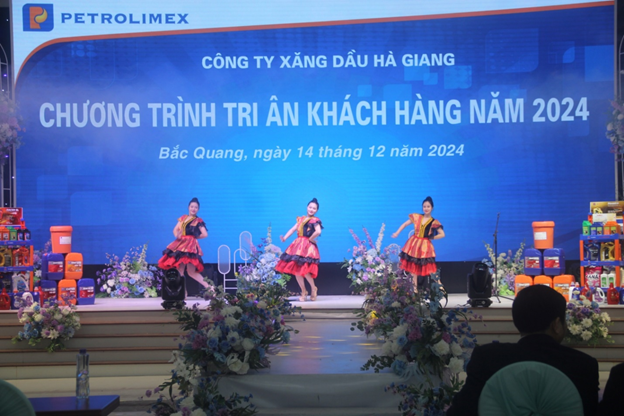 PETROLIMEX
CÔNG TY XĂNG DẦU HÀ GIANG
CHƯƠNG TRÌNH TRI ÂN KHÁCH HÀNG NĂM 2024
Bắc Quang, ngày 14 tháng 12 năm 2024